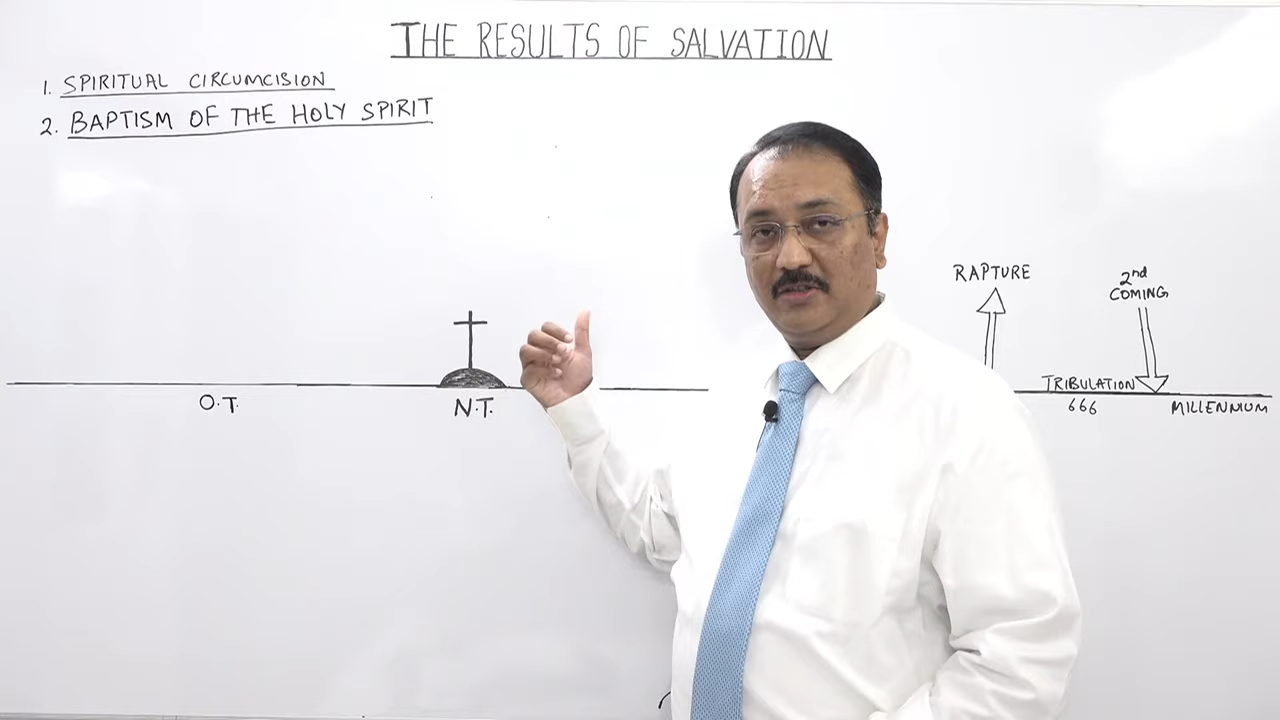 THE RESULTS OF SALVATION
1. SPIRITUAL CIRCUMCISION
2. BAPTISM OF THE HOLY SPIRIT
RAPTURE
2nd
COMING
TRIBULATION
O.T.
N.T.
666
MILLENNIUM